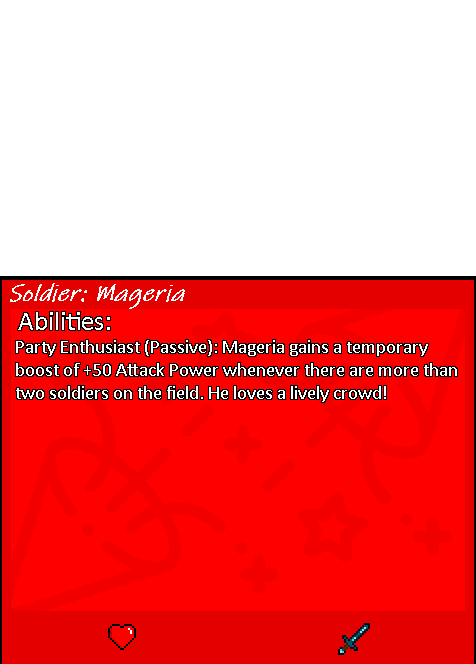 Soldier: Mageria
Abilities:
Party Enthusiast (Passive): Mageria gains a temporary
boost of +50 Attack Power whenever there are more than
two soldiers on the field. He loves a lively crowd!